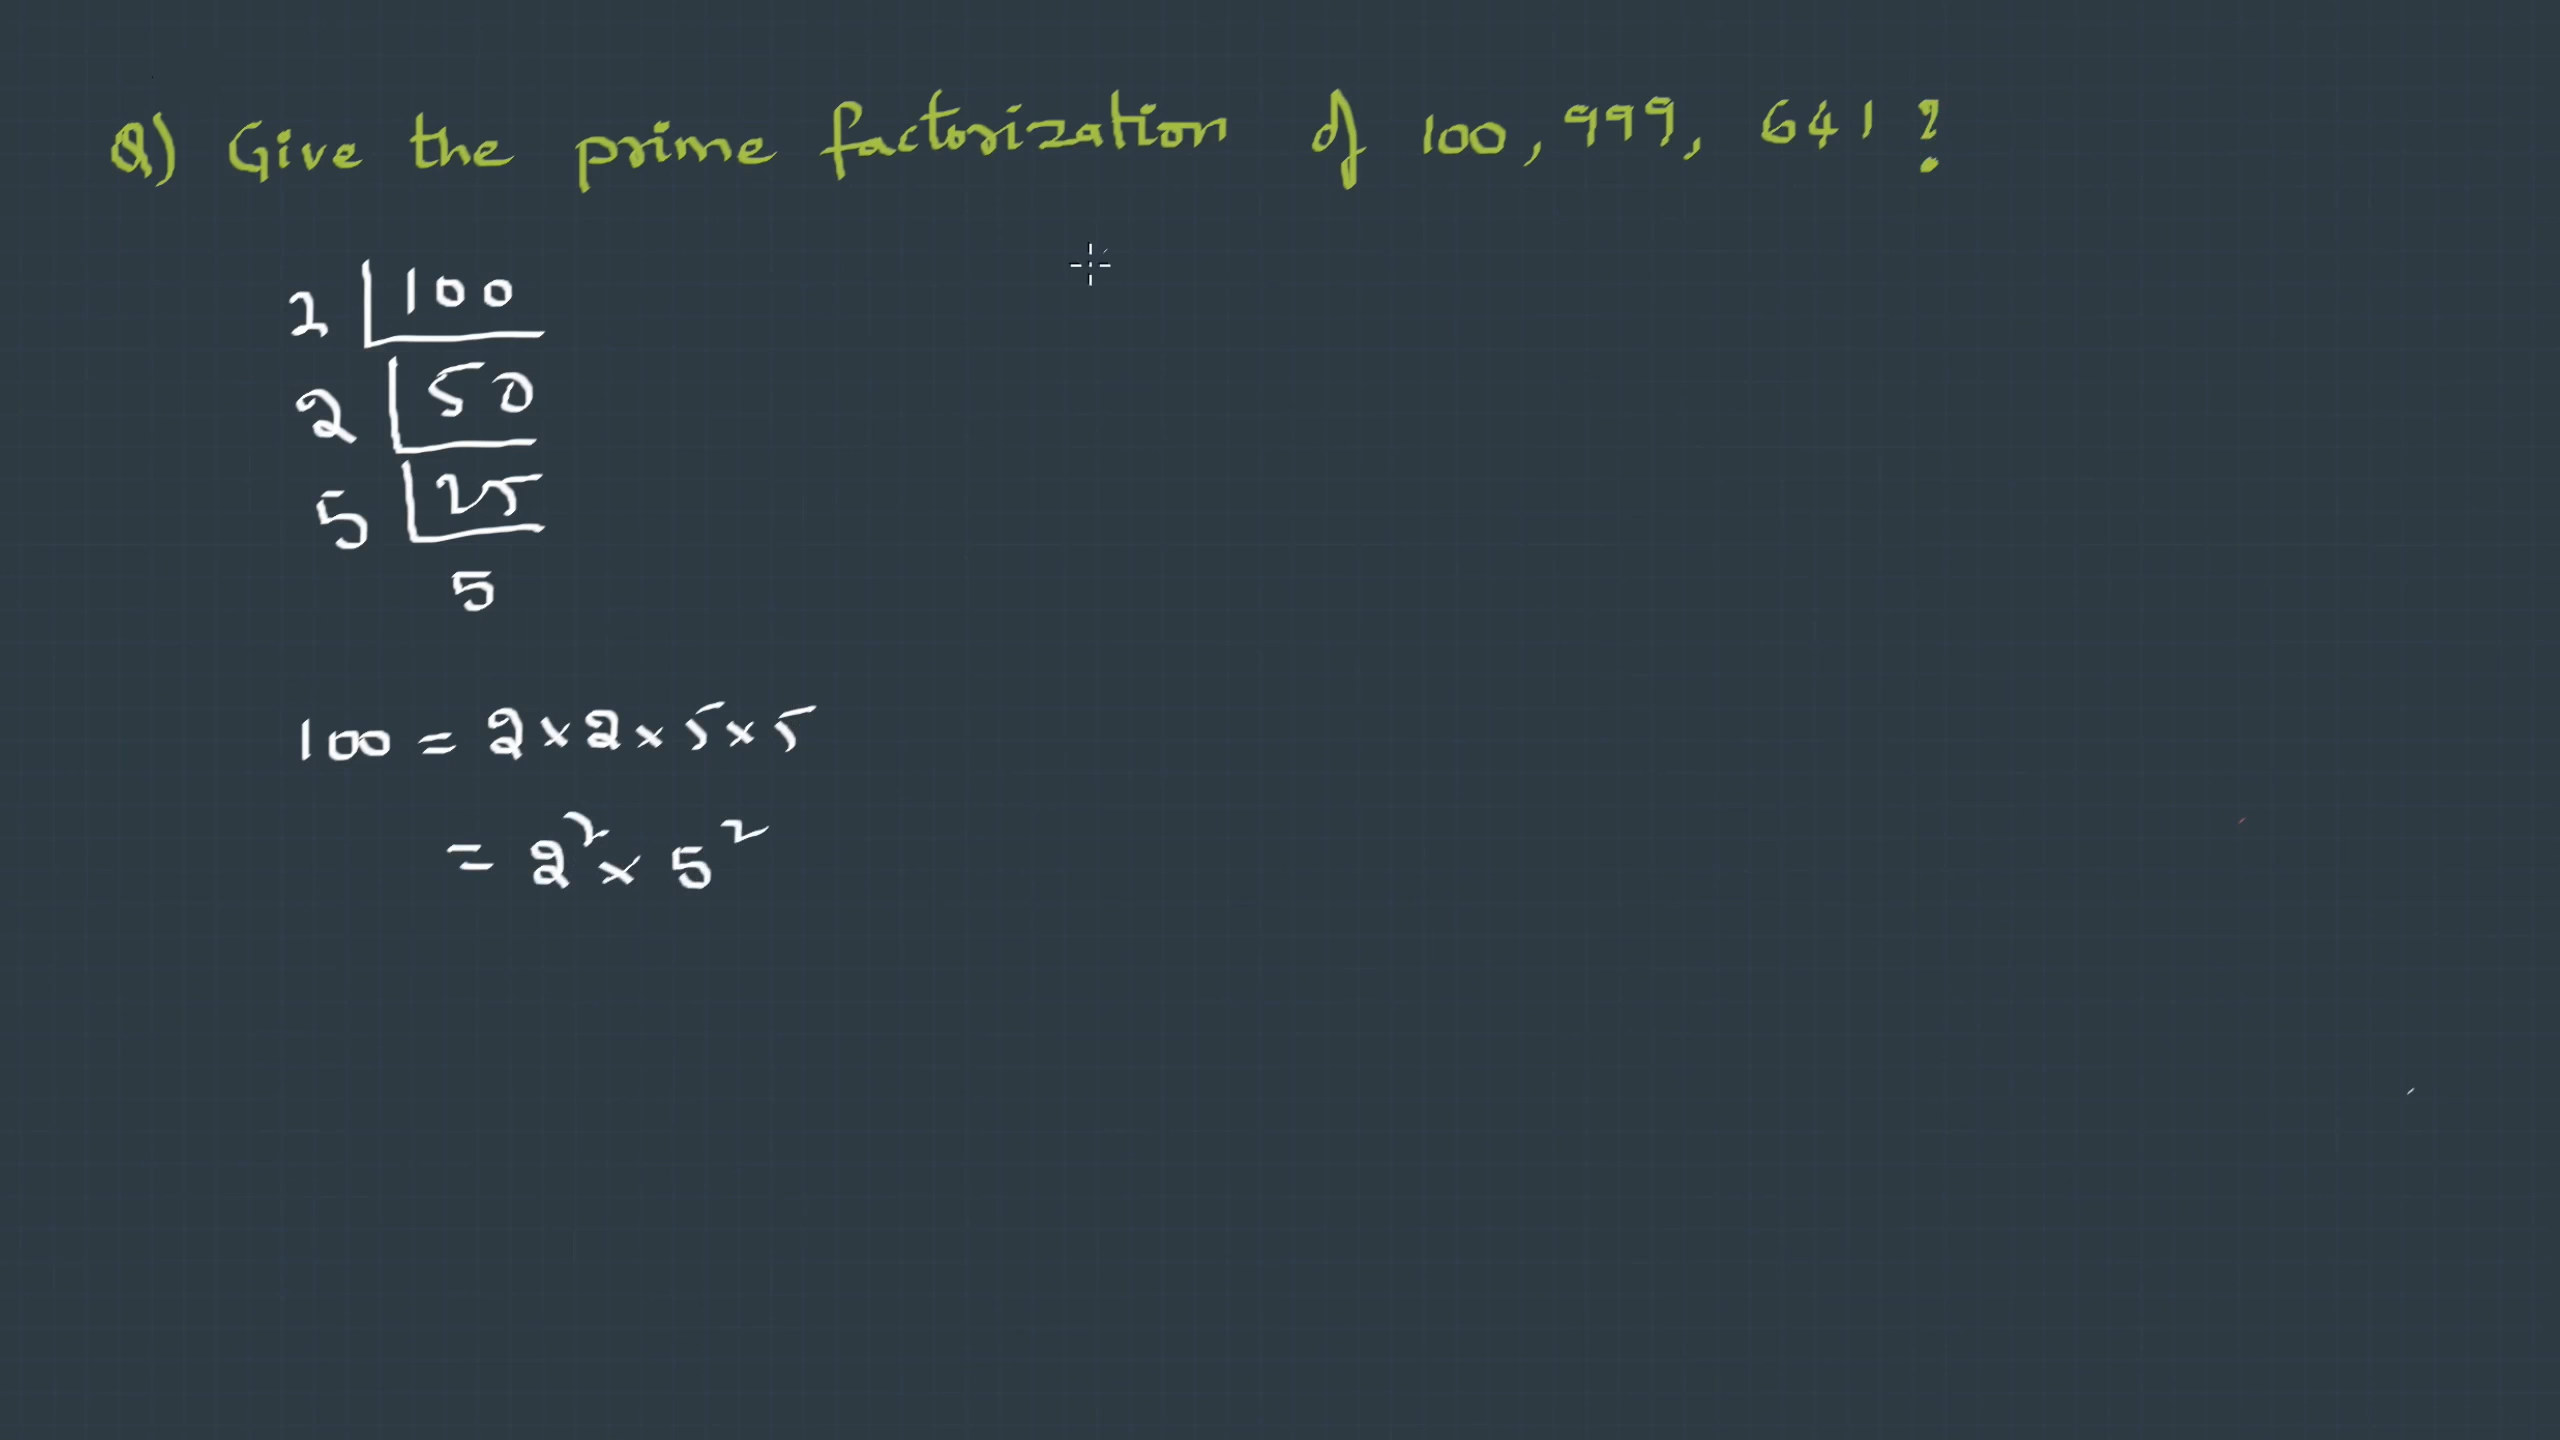 Q) Give the prime factorization of 100, 999, 641 ?
2 | 100
2 | 50
5 | 25
5
100 = 2 × 2 × 5 × 5
= 2² × 5²